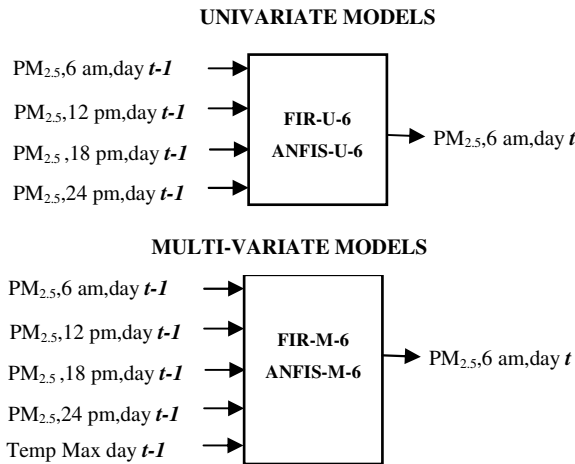 UNIVARIATE MODELS
PM2.5,6 am,day t-1
PM2.5,12 pm,day t-1
PM2.5 ,18 pm,day t-1
PM2.5,24 pm,day t-1
FIR-U-6
ANFIS-U-6
PM2.5,6 am,day t
MULTI-VARIATE MODELS
PM2.5,6 am,day t-1
PM2.5,12 pm,day t-1
PM2.5 ,18 pm,day t-1
PM2.5,24 pm,day t-1
Temp Max day t-1
FIR-M-6
ANFIS-M-6
PM2.5,6 am,day t